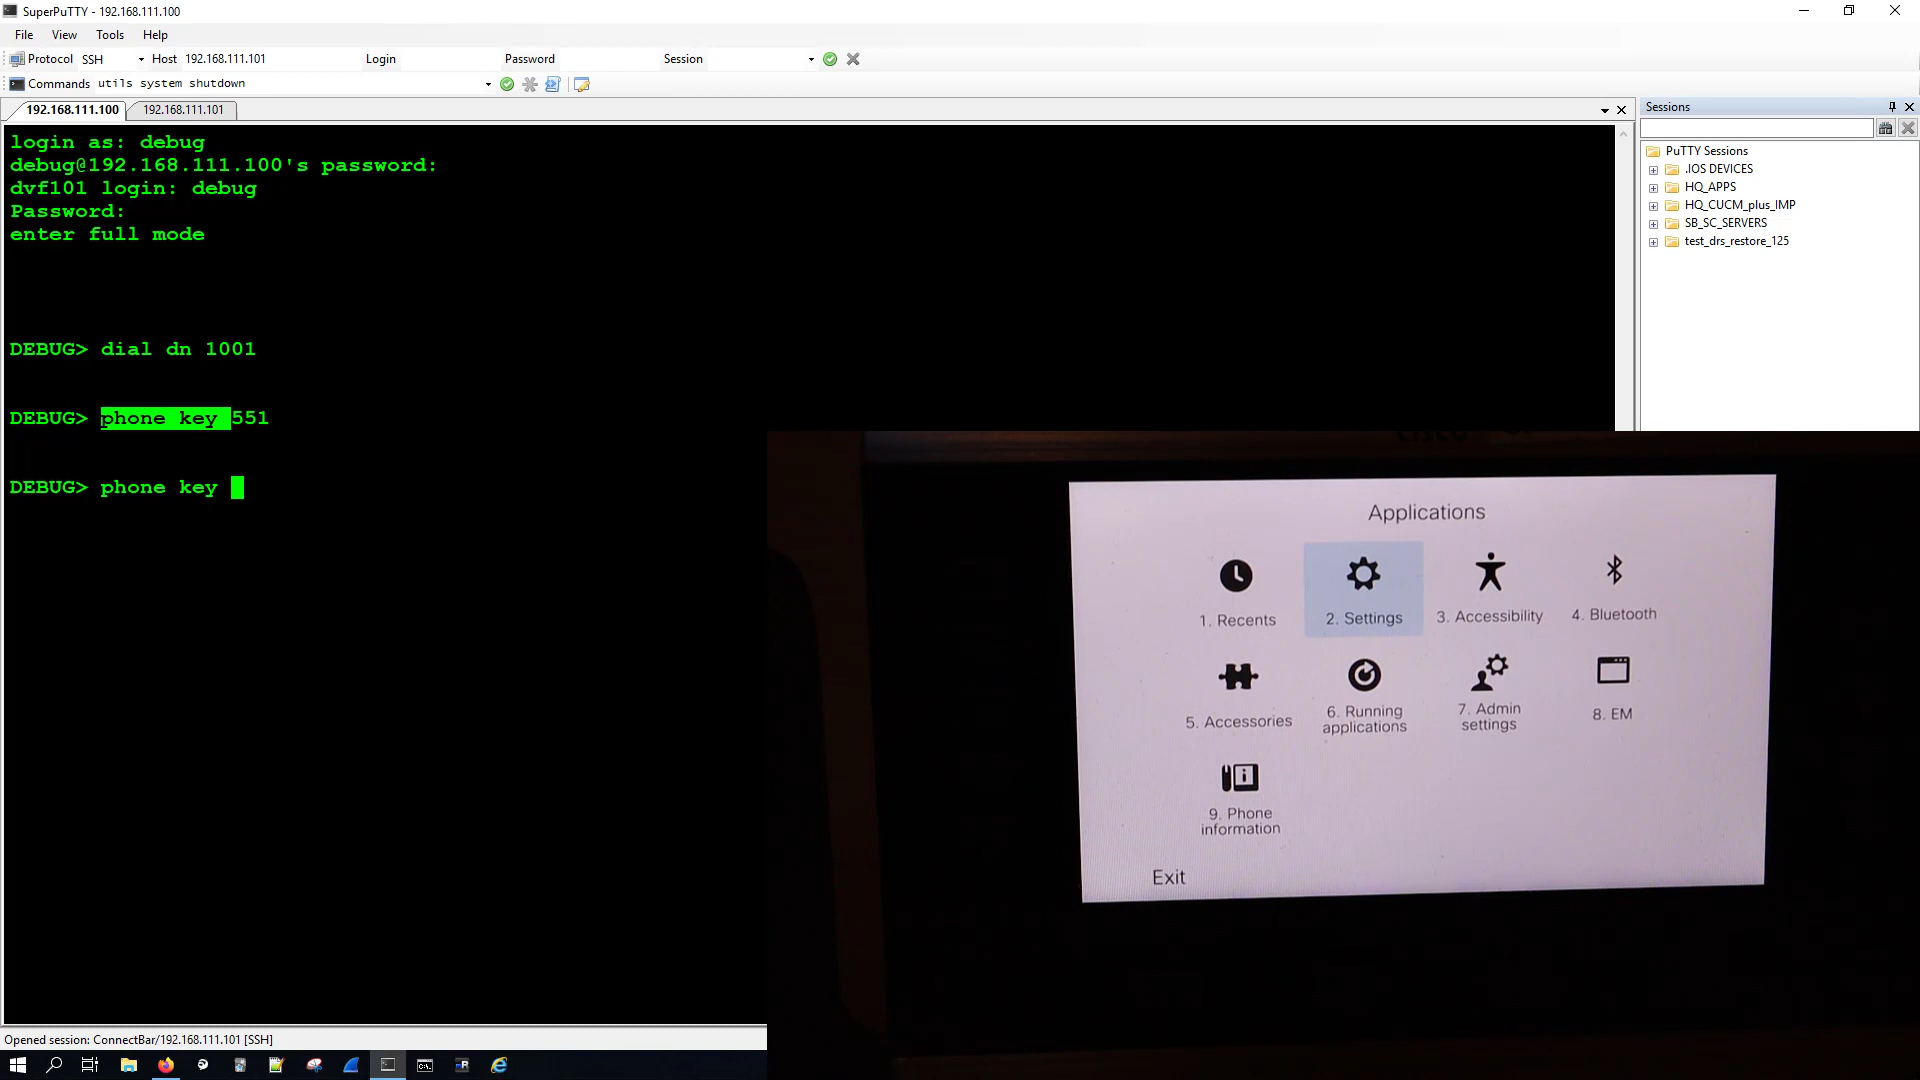 SuperPuTTY - 192.168.111.100
File View Tools Help
Protocol SSH Host 192.168.111.101 Login Password Session
Commands utils system shutdown
192.168.111.100 192.168.111.101
login as: debug
debug@192.168.111.100's password:
dvf101 login: debug
Password:
enter full mode
DEBUG> dial dn 1001
DEBUG> phone key 551
DEBUG> phone key
Sessions
PuTTY Sessions
.IOS DEVICES
HQ_APPS
HQ_CUCM_plus_IMP
SB_SC_SERVERS
test_drs_restore_125
Applications
1. Recents
2. Settings
3. Accessibility
4. Bluetooth
5. Accessories
6. Running
applications
7. Admin
settings
8. EM
9. Phone
information
Exit
Opened session: ConnectBar/192.168.111.101 [SSH]